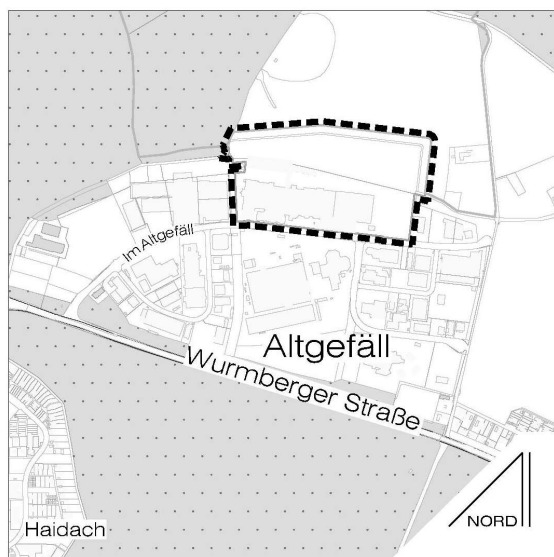 Im Altgefäll
Altgefäll
Wurmberger Straße
Haidach
NORD